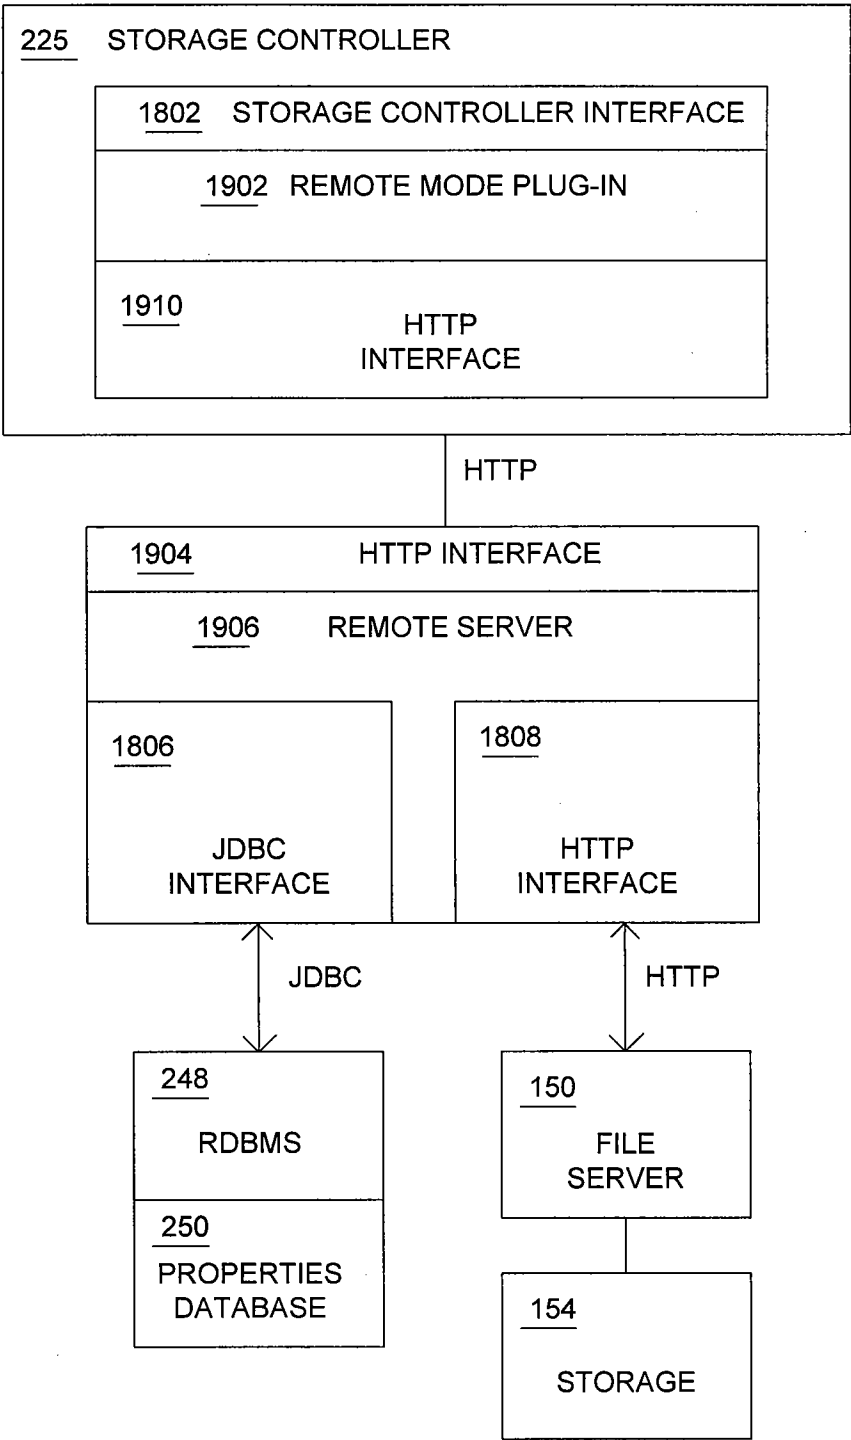 225 STORAGE CONTROLLER
1802 STORAGE CONTROLLER INTERFACE
1902 REMOTE MODE PLUG-IN
1910
HTTP
INTERFACE
HTTP
1904 HTTP INTERFACE
1906 REMOTE SERVER
1806
JDBC
INTERFACE
1808
HTTP
INTERFACE
JDBC
HTTP
248
RDBMS
250
PROPERTIES
DATABASE
150
FILE
SERVER
154
STORAGE